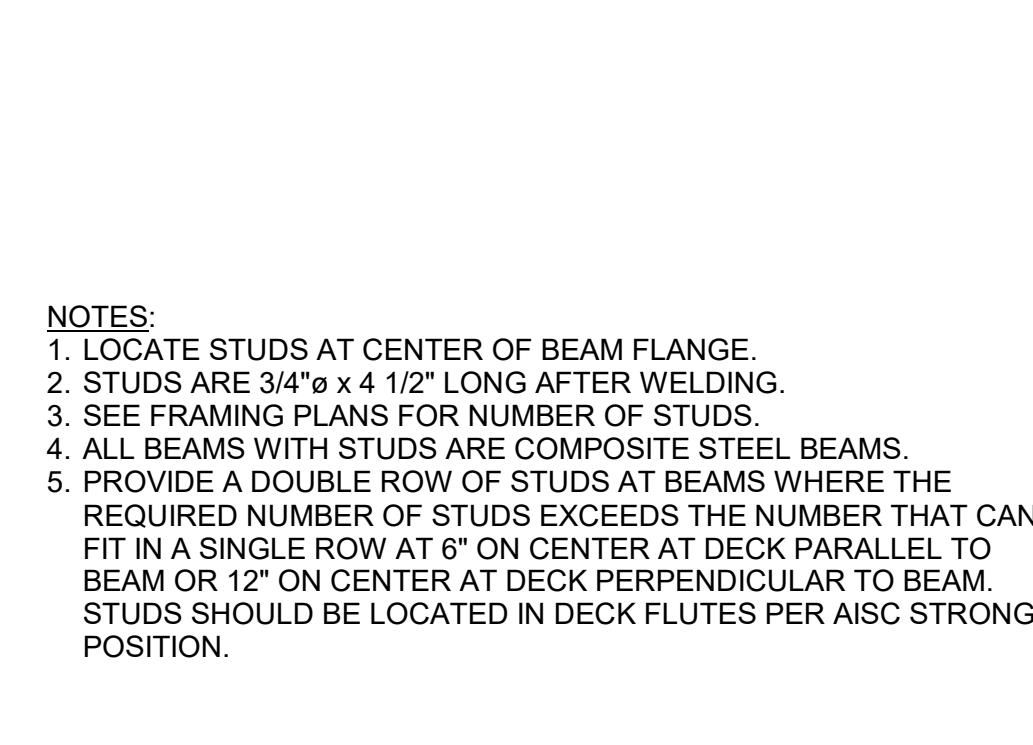 NOTES:
1. LOCATE STUDS AT CENTER OF BEAM FLANGE.
2. STUDS ARE 3/4"ø x 4 1/2" LONG AFTER WELDING.
3. SEE FRAMING PLANS FOR NUMBER OF STUDS.
4. ALL BEAMS WITH STUDS ARE COMPOSITE STEEL BEAMS.
5. PROVIDE A DOUBLE ROW OF STUDS AT BEAMS WHERE THE
REQUIRED NUMBER OF STUDS EXCEEDS THE NUMBER THAT CAN
FIT IN A SINGLE ROW AT 6" ON CENTER AT DECK PARALLEL TO
BEAM OR 12" ON CENTER AT DECK PERPENDICULAR TO BEAM.
STUDS SHOULD BE LOCATED IN DECK FLUTES PER AISC STRONG
POSITION.